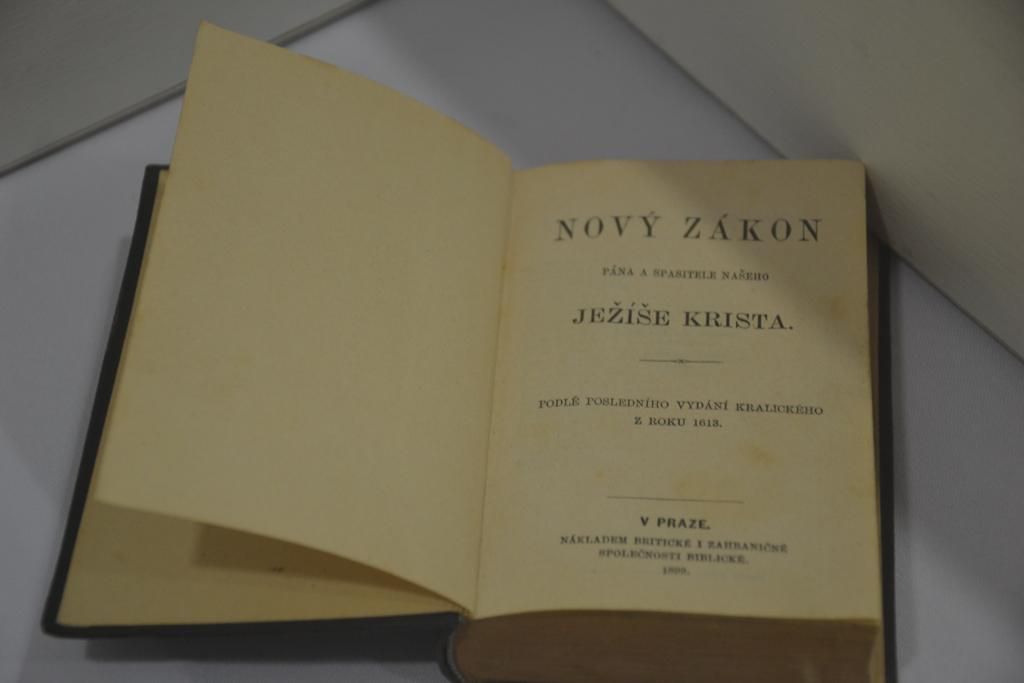 NOVÝ ZÁKON
PÁNA A SPASITELE NAŠEHO
JEŽÍŠE KRISTA.
PODLÉ POSLEDNÍHO VYDÁNÍ KRALICKÉHO
Z ROKU 1613.
V PRAZE.
NÁKLADEM BRITICKÉ I ZAHRANIČNÉ
SPOLEČNOSTI BIBLICKÉ.
1899.